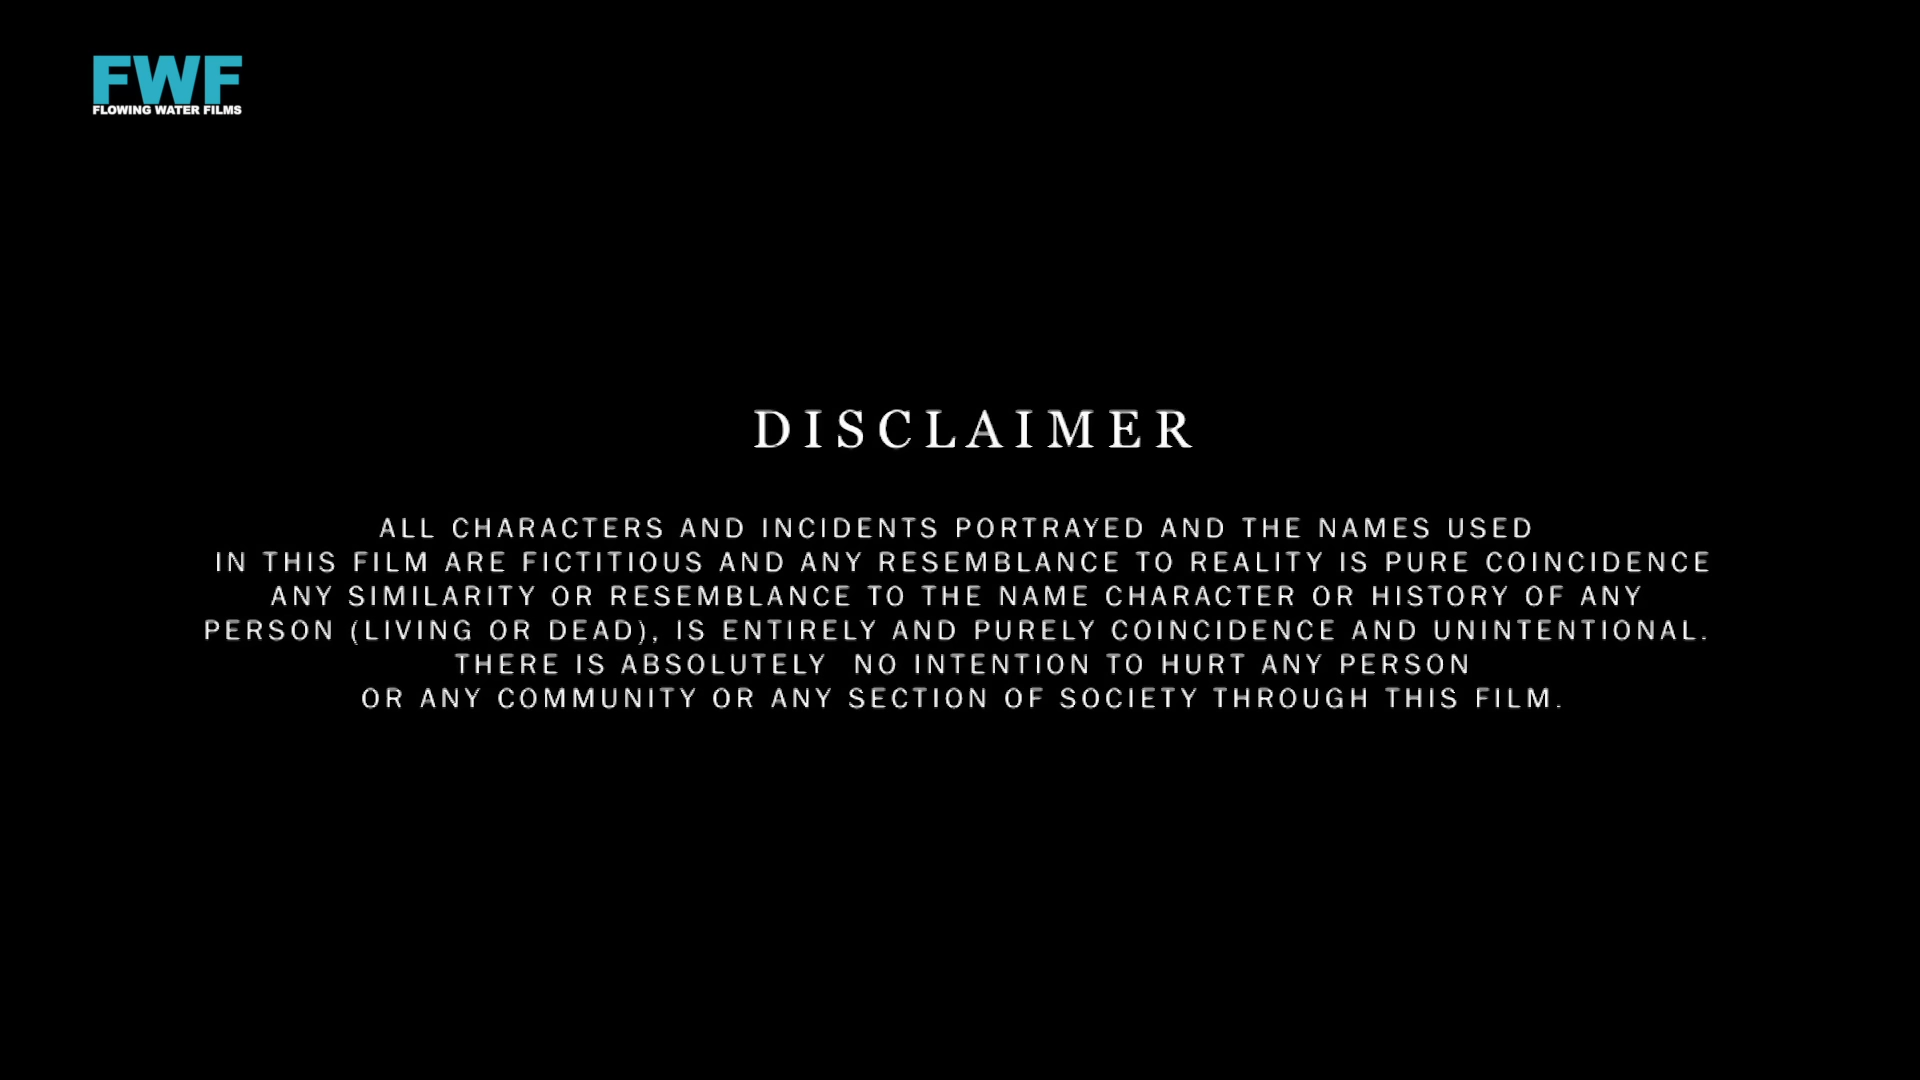 FWF
FLOWING WATER FILMS
DISCLAIMER
ALL CHARACTERS AND INCIDENTS PORTRAYED AND THE NAMES USED
IN THIS FILM ARE FICTITIOUS AND ANY RESEMBLANCE TO REALITY IS PURE COINCIDENCE
ANY SIMILARITY OR RESEMBLANCE TO THE NAME CHARACTER OR HISTORY OF ANY
PERSON (LIVING OR DEAD), IS ENTIRELY AND PURELY COINCIDENCE AND UNINTENTIONAL.
THERE IS ABSOLUTELY NO INTENTION TO HURT ANY PERSON
OR ANY COMMUNITY OR ANY SECTION OF SOCIETY THROUGH THIS FILM.